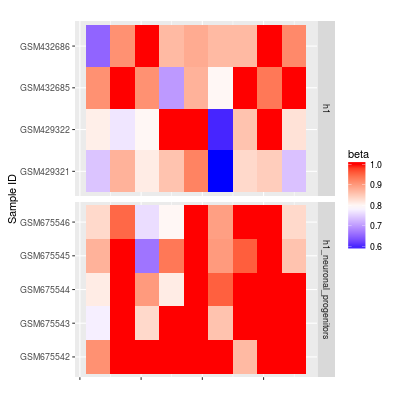 GSM432686
GSM432685
GSM429322
GSM429321
h1
GSM675546
GSM675545
GSM675544
GSM675543
GSM675542
h1_neuronal_progenitors
Sample ID
beta
1.0
0.9
0.8
0.7
0.6